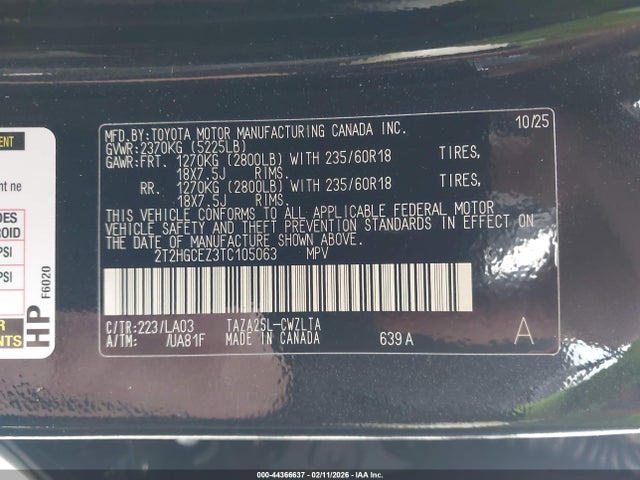 MFD.BY:TOYOTA MOTOR MANUFACTURING CANADA INC. 10/25
GVWR:2370KG (5225LB)
GAWR:FRT. 1270KG (2800LB) WITH 235/60R18 TIRES,
18X7.5J RIMS.
RR. 1270KG (2800LB) WITH 235/60R18 TIRES,
18X7.5J RIMS.
THIS VEHICLE CONFORMS TO ALL APPLICABLE FEDERAL MOTOR
VEHICLE SAFETY AND THEFT PREVENTION STANDARDS IN EFFECT ON
THE DATE OF MANUFACTURE SHOWN ABOVE.
2T2HGCEZ3TC105063 MPV
C/TR:223/LA03 TAZA25L-CWZLTA
A/TM: /UA81F MADE IN CANADA 639A A
PSI
PSI
HP
F6020
000-44366637 - 02/11/2026 - IAA Inc.